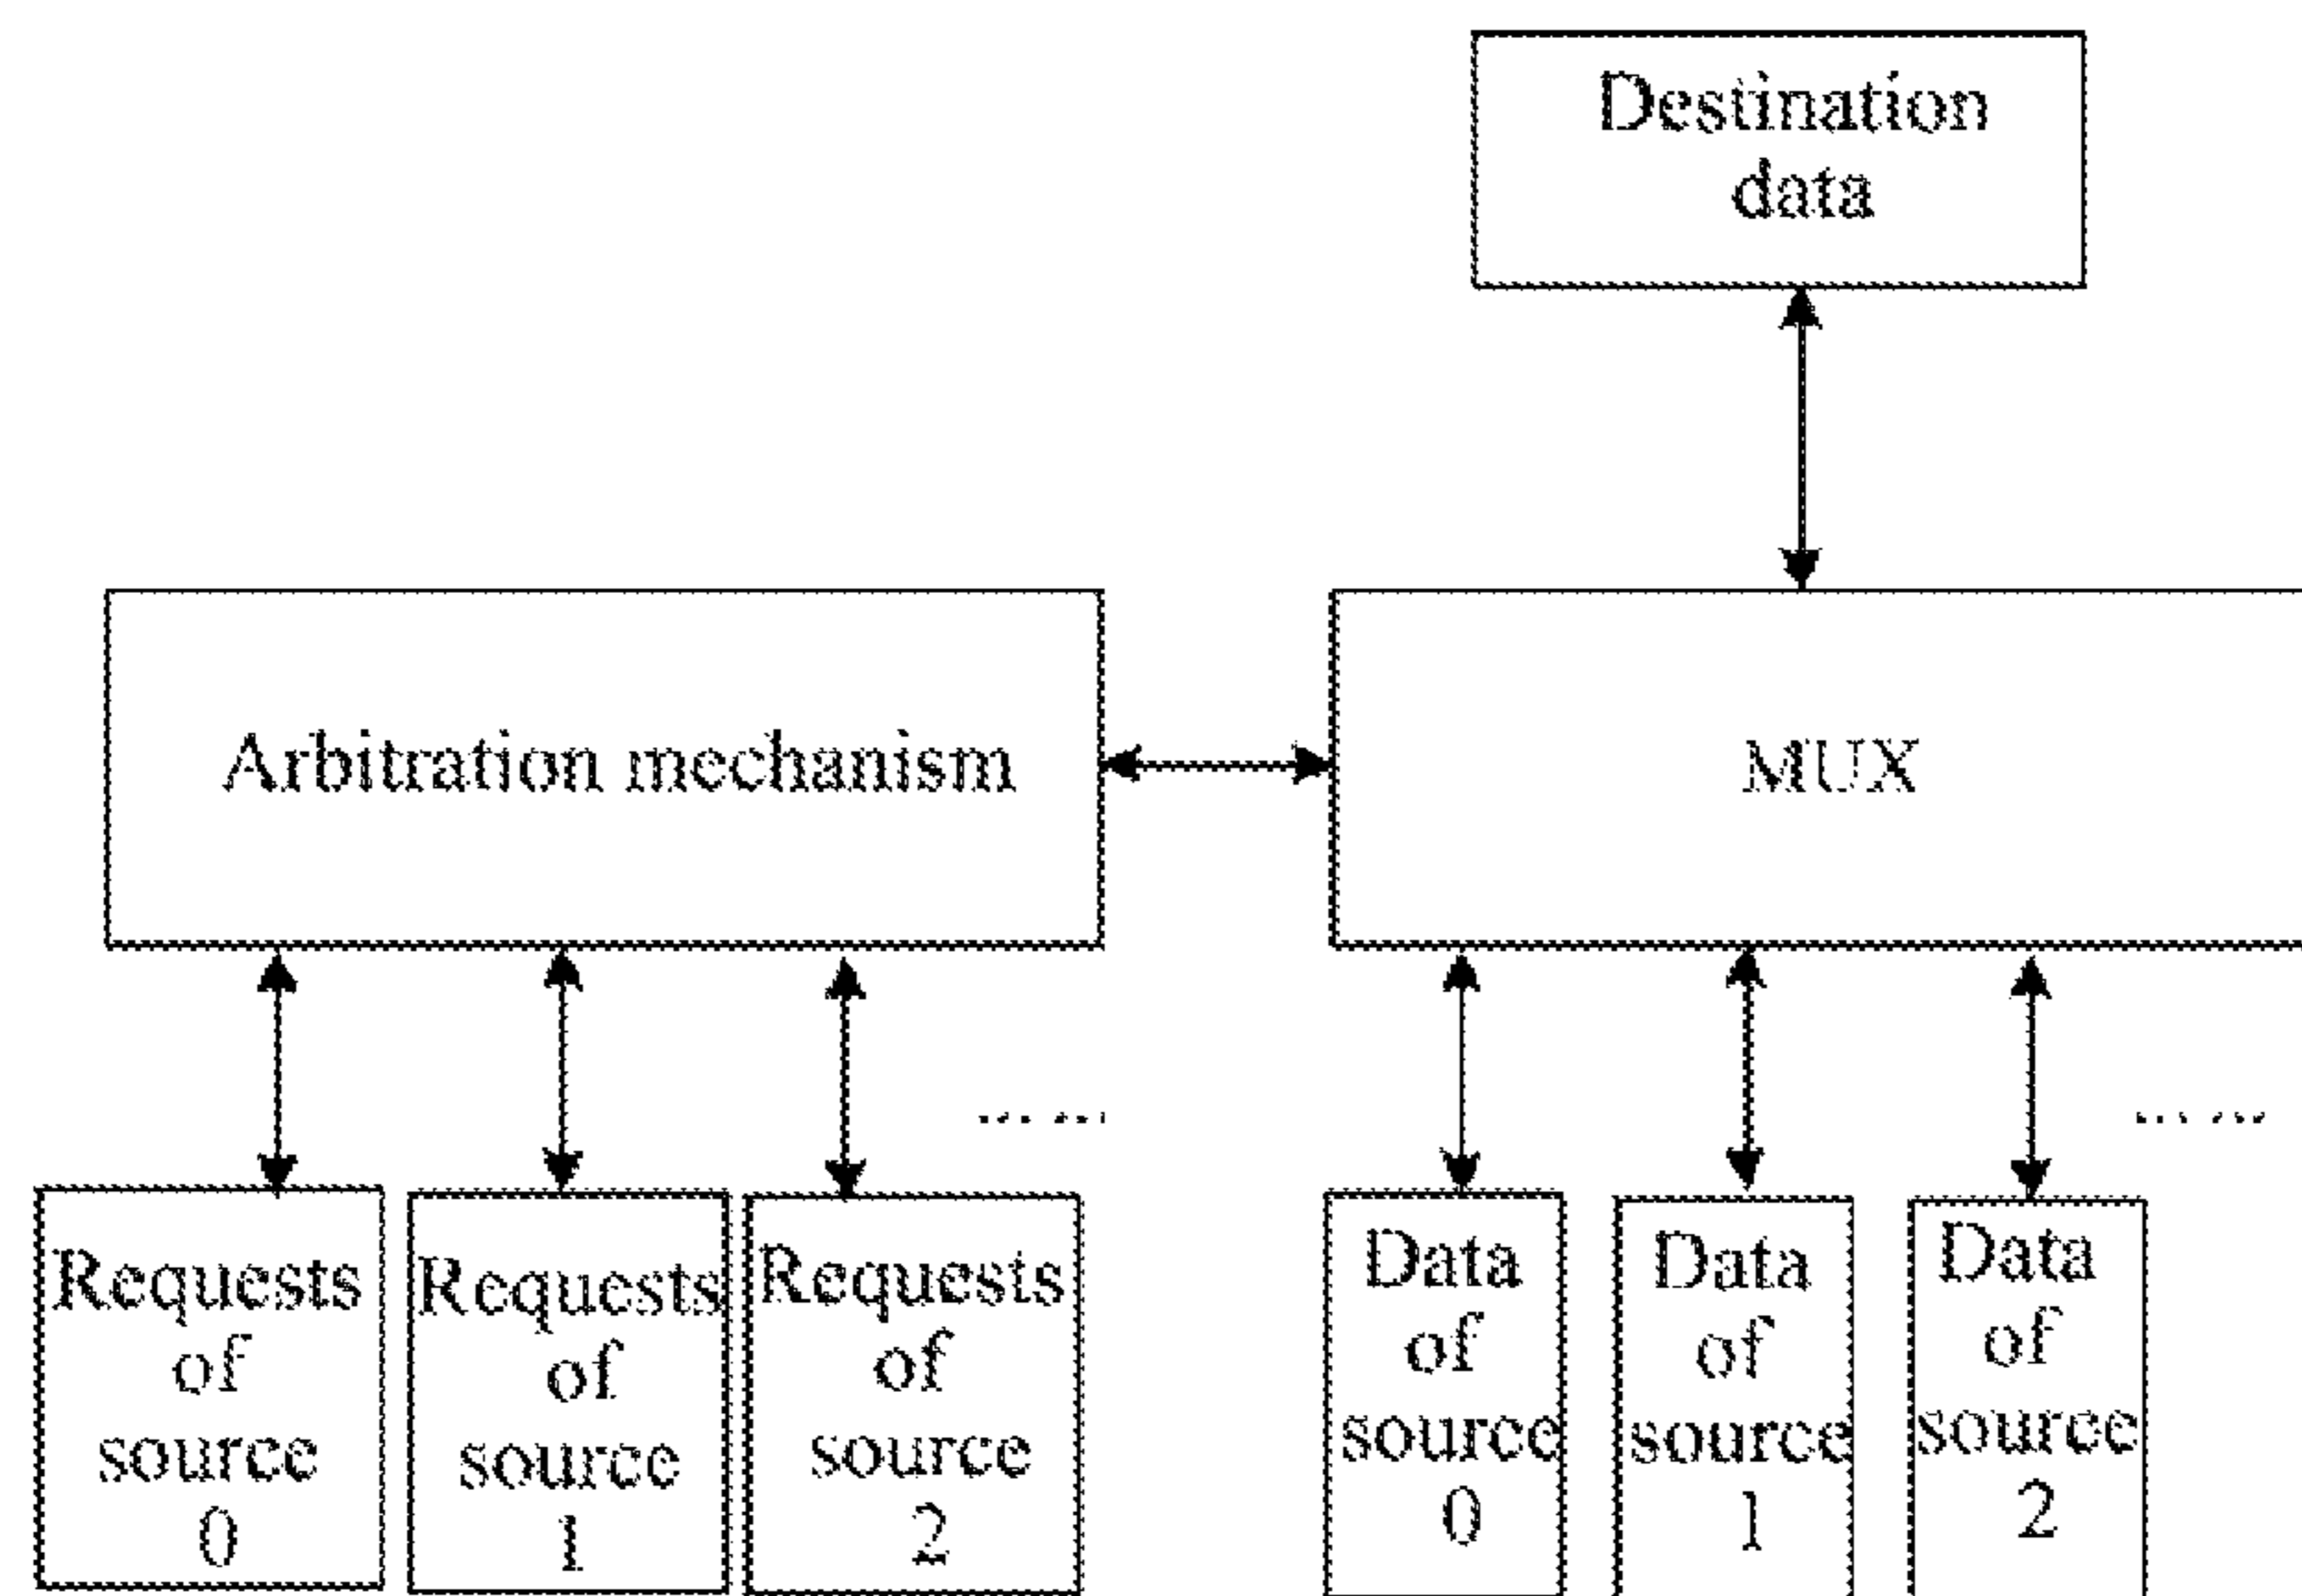 Destination
data
Arbitration mechanism
MUX
... ...
... ...
Requests
of
source
0
Requests
of
source
1
Requests
of
source
2
Data
of
source
0
Data
of
source
1
Data
of
source
2